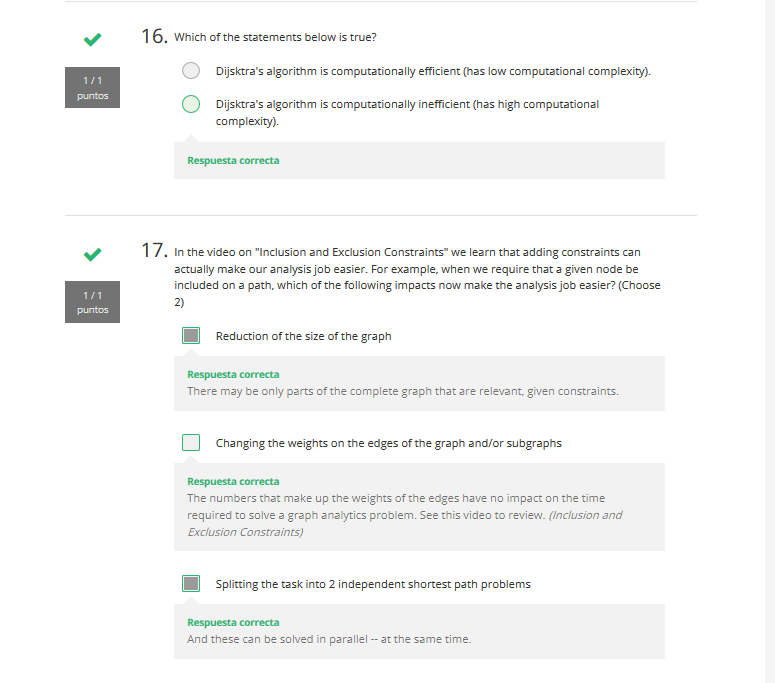 16. Which of the statements below is true?
1 / 1
puntos
Dijsktra's algorithm is computationally efficient (has low computational complexity).
Dijsktra's algorithm is computationally inefficient (has high computational
complexity).
Respuesta correcta
17. In the video on "Inclusion and Exclusion Constraints" we learn that adding constraints can
actually make our analysis job easier. For example, when we require that a given node be
included on a path, which of the following impacts now make the analysis job easier? (Choose
2)
1 / 1
puntos
Reduction of the size of the graph
Respuesta correcta
There may be only parts of the complete graph that are relevant, given constraints.
Changing the weights on the edges of the graph and/or subgraphs
Respuesta correcta
The numbers that make up the weights of the edges have no impact on the time
required to solve a graph analytics problem. See this video to review. (Inclusion and
Exclusion Constraints)
Splitting the task into 2 independent shortest path problems
Respuesta correcta
And these can be solved in parallel -- at the same time.